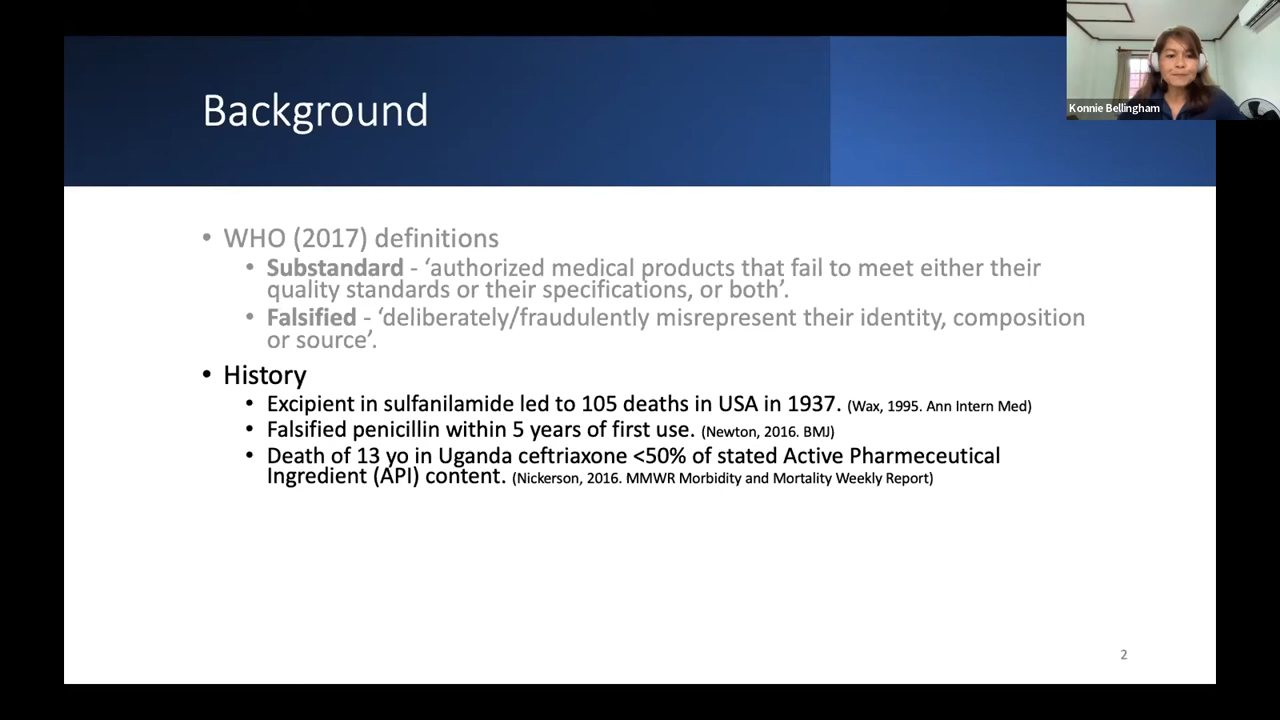 Background
Konnie Bellingham
• WHO (2017) definitions
• Substandard - ‘authorized medical products that fail to meet either their
quality standards or their specifications, or both’.
• Falsified - ‘deliberately/fraudulently misrepresent their identity, composition
or source’.
• History
• Excipient in sulfanilamide led to 105 deaths in USA in 1937. (Wax, 1995. Ann Intern Med)
• Falsified penicillin within 5 years of first use. (Newton, 2016. BMJ)
• Death of 13 yo in Uganda ceftriaxone <50% of stated Active Pharmeceutical
Ingredient (API) content. (Nickerson, 2016. MMWR Morbidity and Mortality Weekly Report)
2